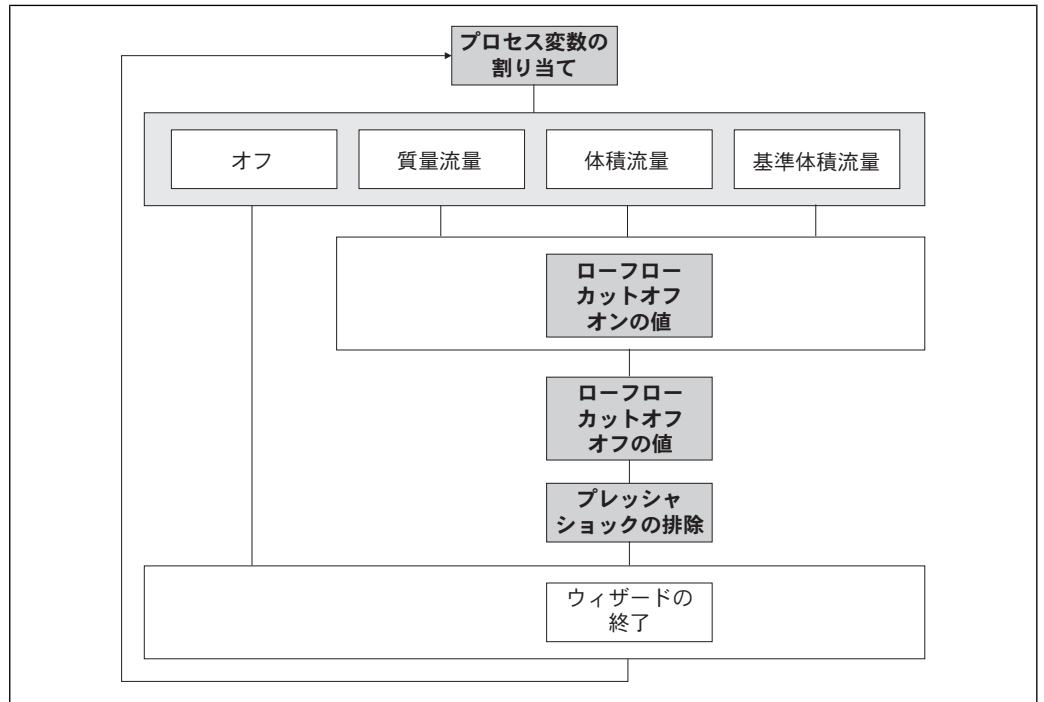 プロセス変数の
割り当て
オフ
質量流量
体積流量
基準体積流量
ローフロー
カットオフ
オンの値
ローフロー
カットオフ
オフの値
プレッシャ
ショックの排除
ウィザードの
終了